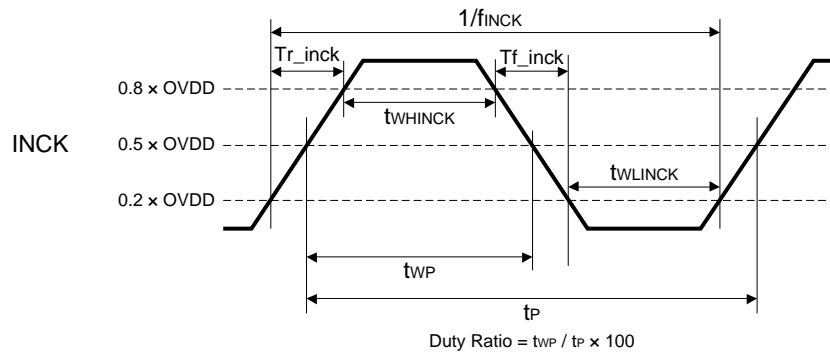 1/fINCK
Tr_inck
Tf_inck
0.8 × OVDD
tWHINCK
INCK
0.5 × OVDD
tWLINCK
0.2 × OVDD
tWP
tP
Duty Ratio = tWP / tP × 100